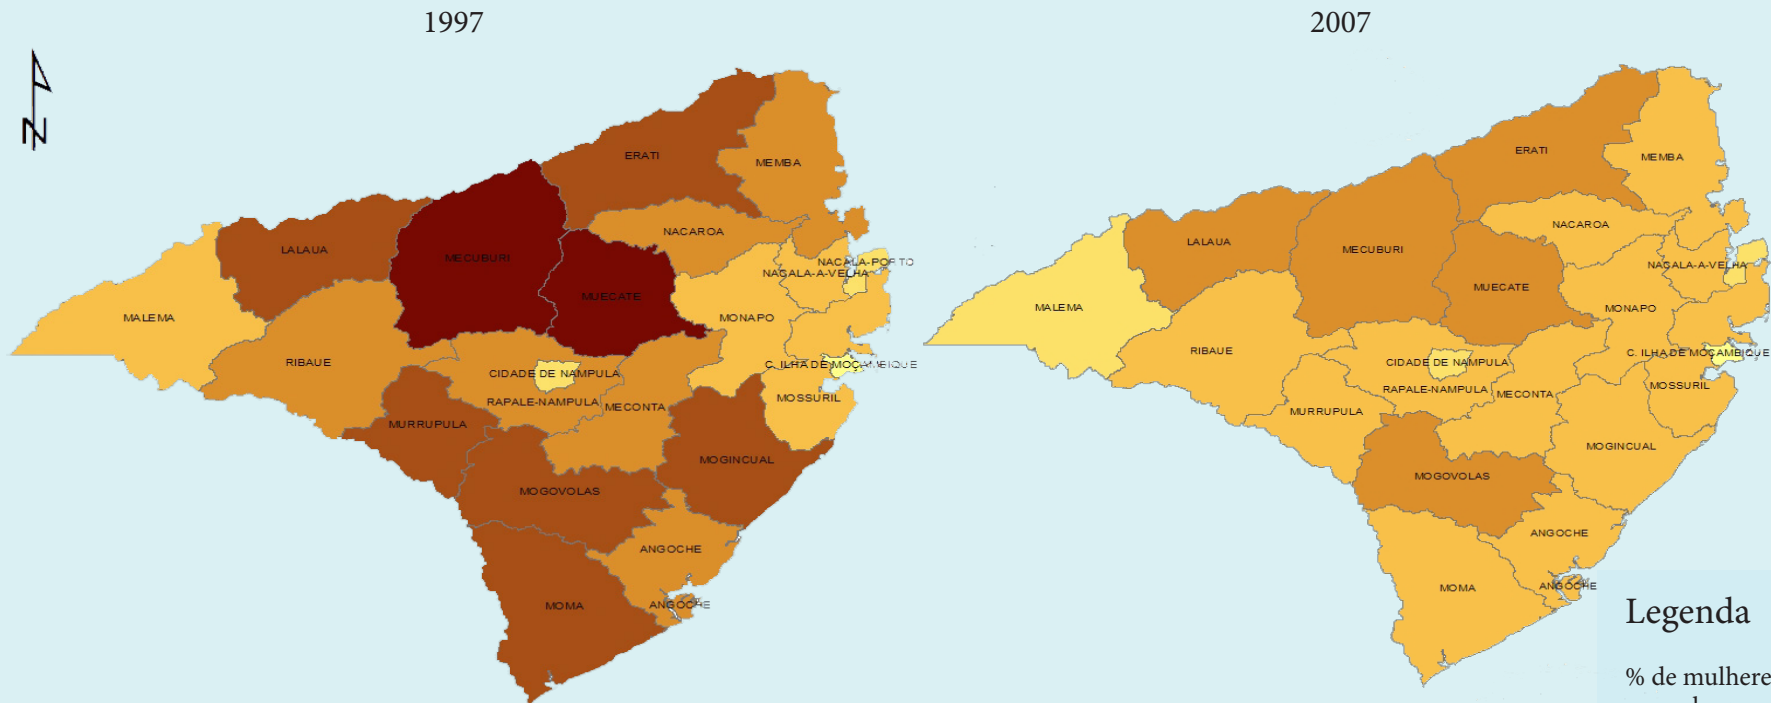 1997
N
ERATI
MEMBA
NACAROA
LALAUA
MECUBURI
NACALA-PORTO
NACALA-A-VELHA
MUECATE
MALEMA
MONAPO
RIBAUE
C. ILHA DE MOÇAMBIQUE
CIDADE DE NAMPULA
MOSSURIL
RAPALE-NAMPULA
MECONTA
MURRUPULA
MOGINCUAL
MOGOVOLAS
ANGOCHE
MOMA
ANGOCHE
2007
ERATI
MEMBA
NACAROA
LALAUA
MECUBURI
NACALA-A-VELHA
MUECATE
MALEMA
MONAPO
RIBAUE
C. ILHA DE MOÇAMBIQUE
CIDADE DE NAMPULA
MOSSURIL
RAPALE-NAMPULA
MECONTA
MURRUPULA
MOGINCUAL
MOGOVOLAS
ANGOCHE
ANGOCHE
MOMA
Legenda
% de mulhere